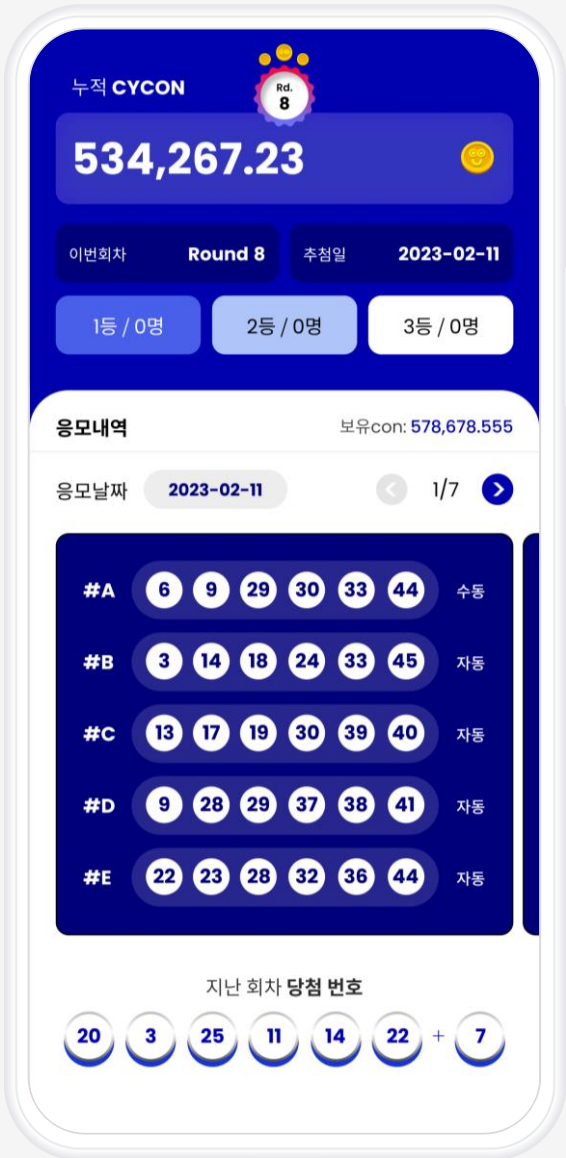 누적 CYCON
Rd.
8
534,267.23
이번회차 Round 8 추첨일 2023-02-11
1등 / 0명 2등 / 0명 3등 / 0명
응모내역 보유con: 578,678.555
응모날짜 2023-02-11 < 1/7 >
#A 6 9 29 30 33 44 수동
#B 3 14 18 24 33 45 자동
#C 13 17 19 30 39 40 자동
#D 9 28 29 37 38 41 자동
#E 22 23 28 32 36 44 자동
지난 회차 당첨 번호
20 3 25 11 14 22 + 7